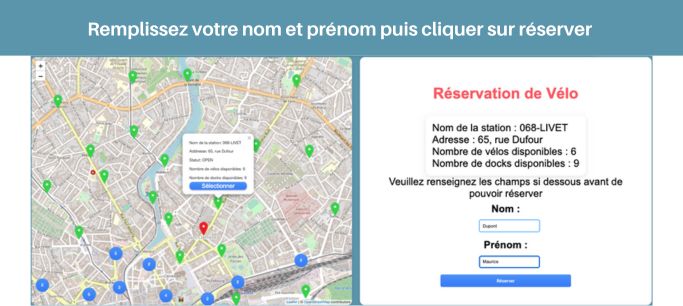 Remplissez votre nom et prénom puis cliquer sur réserver
+
−
Nom de la station: 068-LIVET
Addresse: 65, rue Dufour
Statut: OPEN
Nombre de vélos disponibles: 6
Nombre de docks disponibles: 9
Sélectionner
Leaflet | © OpenStreetMap contributors
Réservation de Vélo
Nom de la station : 068-LIVET
Adresse : 65, rue Dufour
Nombre de vélos disponibles : 6
Nombre de docks disponibles : 9
Veuillez renseignez les champs si dessous avant de
pouvoir réserver
Nom :
Dupont
Prénom :
Maurice
Réserver